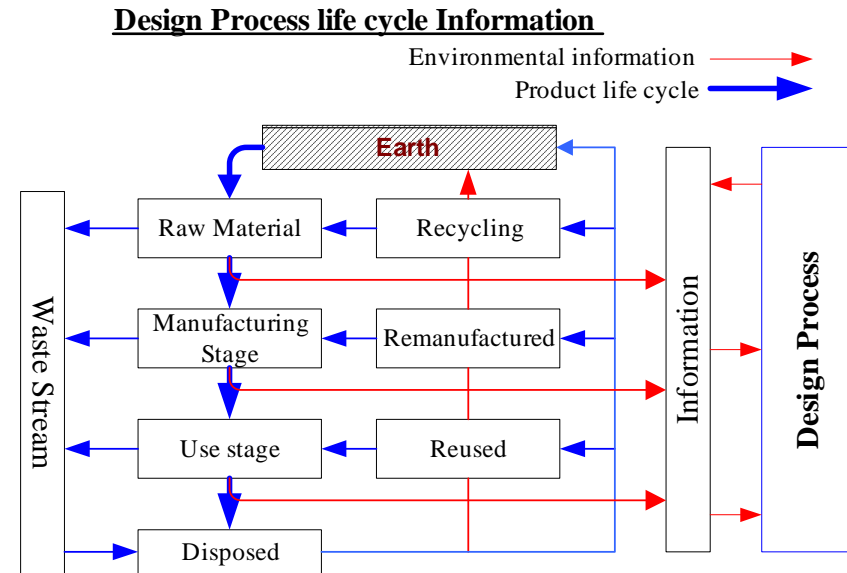 Design Process life cycle Information
Environmental information
Product life cycle
Earth
Raw Material
Recycling
Manufacturing
Stage
Remanufactured
Use stage
Reused
Disposed
Waste Stream
Information
Design Process